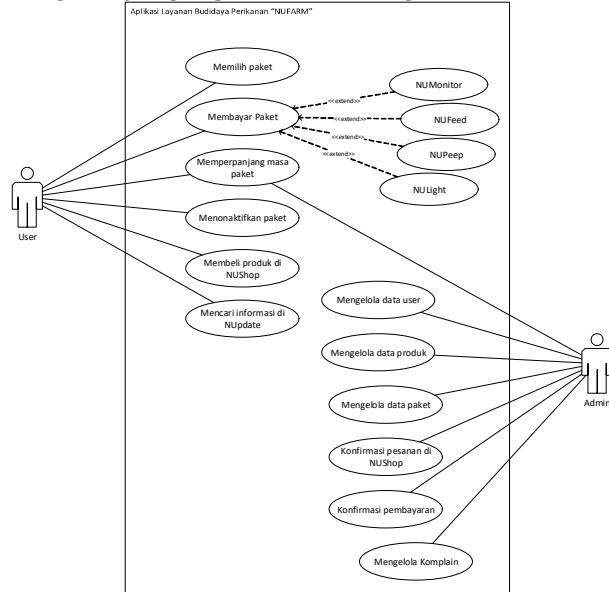 Aplikasi Layanan Budidaya Perikanan "NUFARM"
Memilih paket
NUMonitor
<<extend>>
Membayar Paket
<<extend>>
NUFeed
<<extend>>
NUPeep
<<extend>>
Memperpanjang masa
paket
NULight
User
Menonaktifkan paket
Membeli produk di
NUShop
Mencari informasi di
NUpdate
Mengelola data user
Mengelola data produk
Admin
Mengelola data paket
Konfirmasi pesanan di
NUShop
Konfirmasi pembayaran
Mengelola Komplain